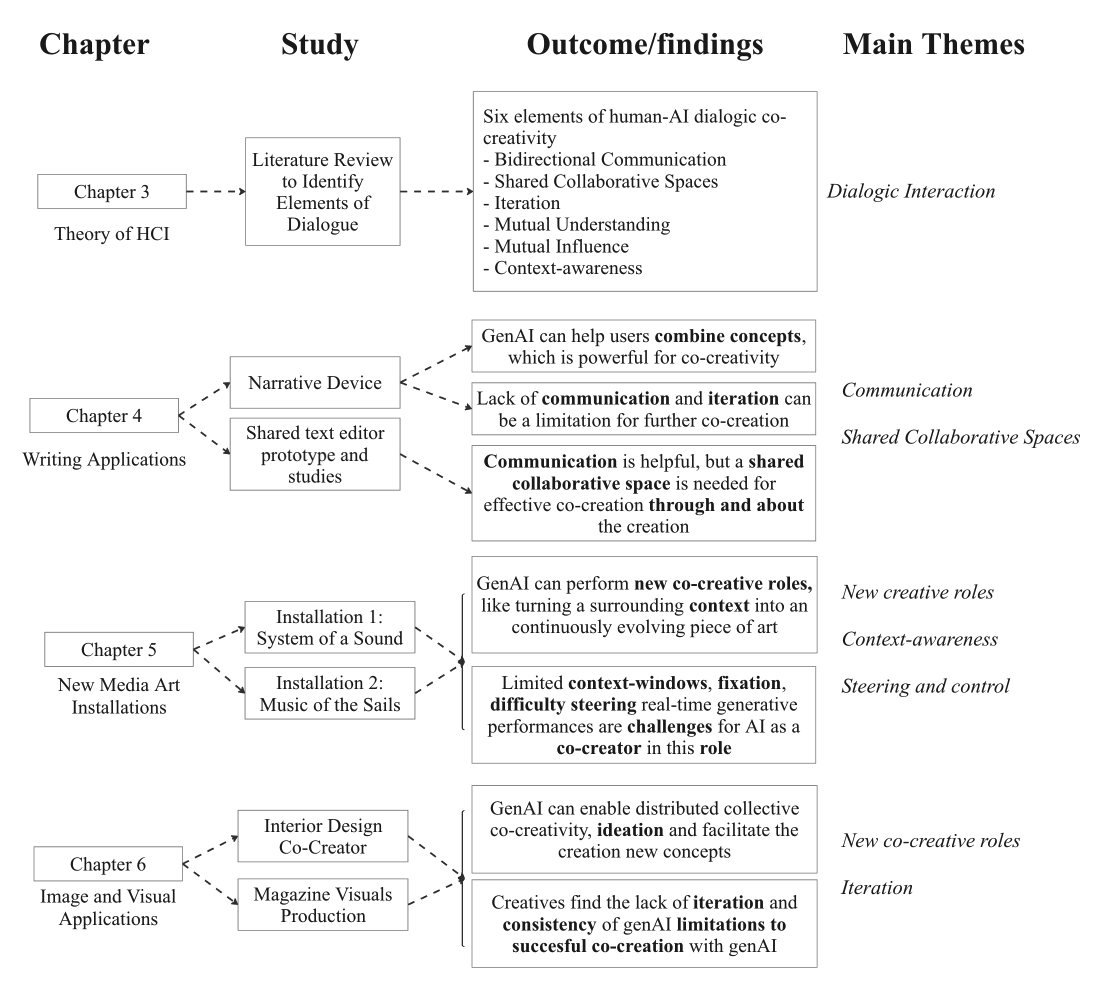 Chapter
Study
Outcome/findings
Main Themes
Chapter 3
Theory of HCI
Literature Review
to Identify
Elements of
Dialogue
Six elements of human-AI dialogic co-
creativity
- Bidirectional Communication
- Shared Collaborative Spaces
- Iteration
- Mutual Understanding
- Mutual Influence
- Context-awareness
Dialogic Interaction
Chapter 4
Writing Applications
Narrative Device
Shared text editor
prototype and
studies
GenAI can help users combine concepts,
which is powerful for co-creativity
Lack of communication and iteration can
be a limitation for further co-creation
Communication is helpful, but a shared
collaborative space is needed for
effective co-creation through and about
the creation
Communication
Shared Collaborative Spaces
Chapter 5
New Media Art
Installations
Installation 1:
System of a Sound
Installation 2:
Music of the Sails
GenAI can perform new co-creative roles,
like turning a surrounding context into an
continuously evolving piece of art
Limited context-windows, fixation,
difficulty steering real-time generative
performances are challenges for AI as a
co-creator in this role
New creative roles
Context-awareness
Steering and control
Chapter 6
Image and Visual
Applications
Interior Design
Co-Creator
Magazine Visuals
Production
GenAI can enable distributed collective
co-creativity, ideation and facilitate the
creation new concepts
Creatives find the lack of iteration and
consistency of genAI limitations to
succesful co-creation with genAI
New co-creative roles
Iteration